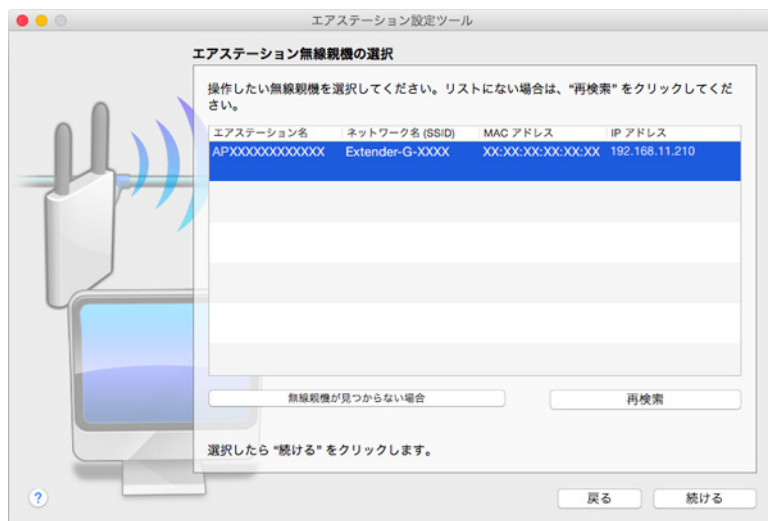 エアステーション設定ツール
エアステーション無線親機の選択
操作したい無線親機を選択してください。リストにない場合は、“再検索” をクリックしてくだ
さい。
エアステーション名 ネットワーク名 (SSID) MAC アドレス IP アドレス
APXXXXXXXXXXXX Extender-G-XXXX XX:XX:XX:XX:XX:XX 192.168.11.210
無線親機が見つからない場合 再検索
選択したら “続ける” をクリックします。
? 戻る 続ける